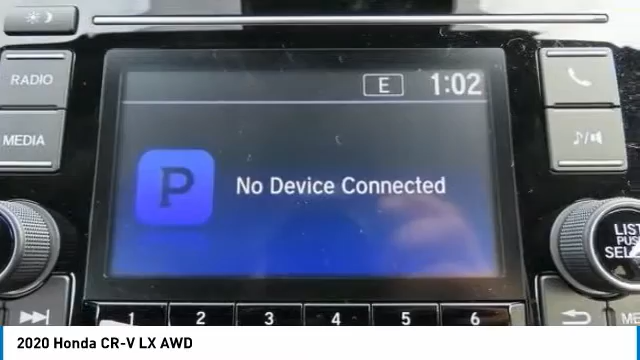 RADIO
E 1:02
MEDIA
P No Device Connected
1 2 3 4 5 6
2020 Honda CR-V LX AWD